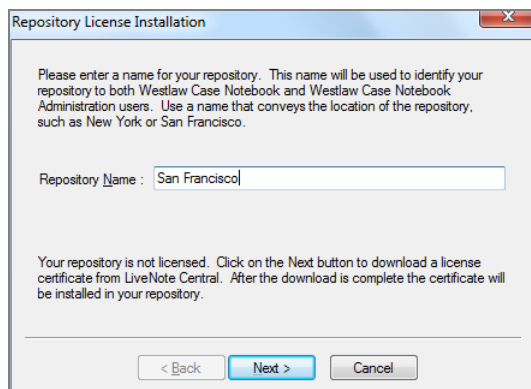 Repository License Installation
Please enter a name for your repository. This name will be used to identify your
repository to both Westlaw Case Notebook and Westlaw Case Notebook
Administration users. Use a name that conveys the location of the repository,
such as New York or San Francisco.
Repository Name : San Francisco
Your repository is not licensed. Click on the Next button to download a license
certificate from LiveNote Central. After the download is complete the certificate will
be installed in your repository.
< Back Next > Cancel